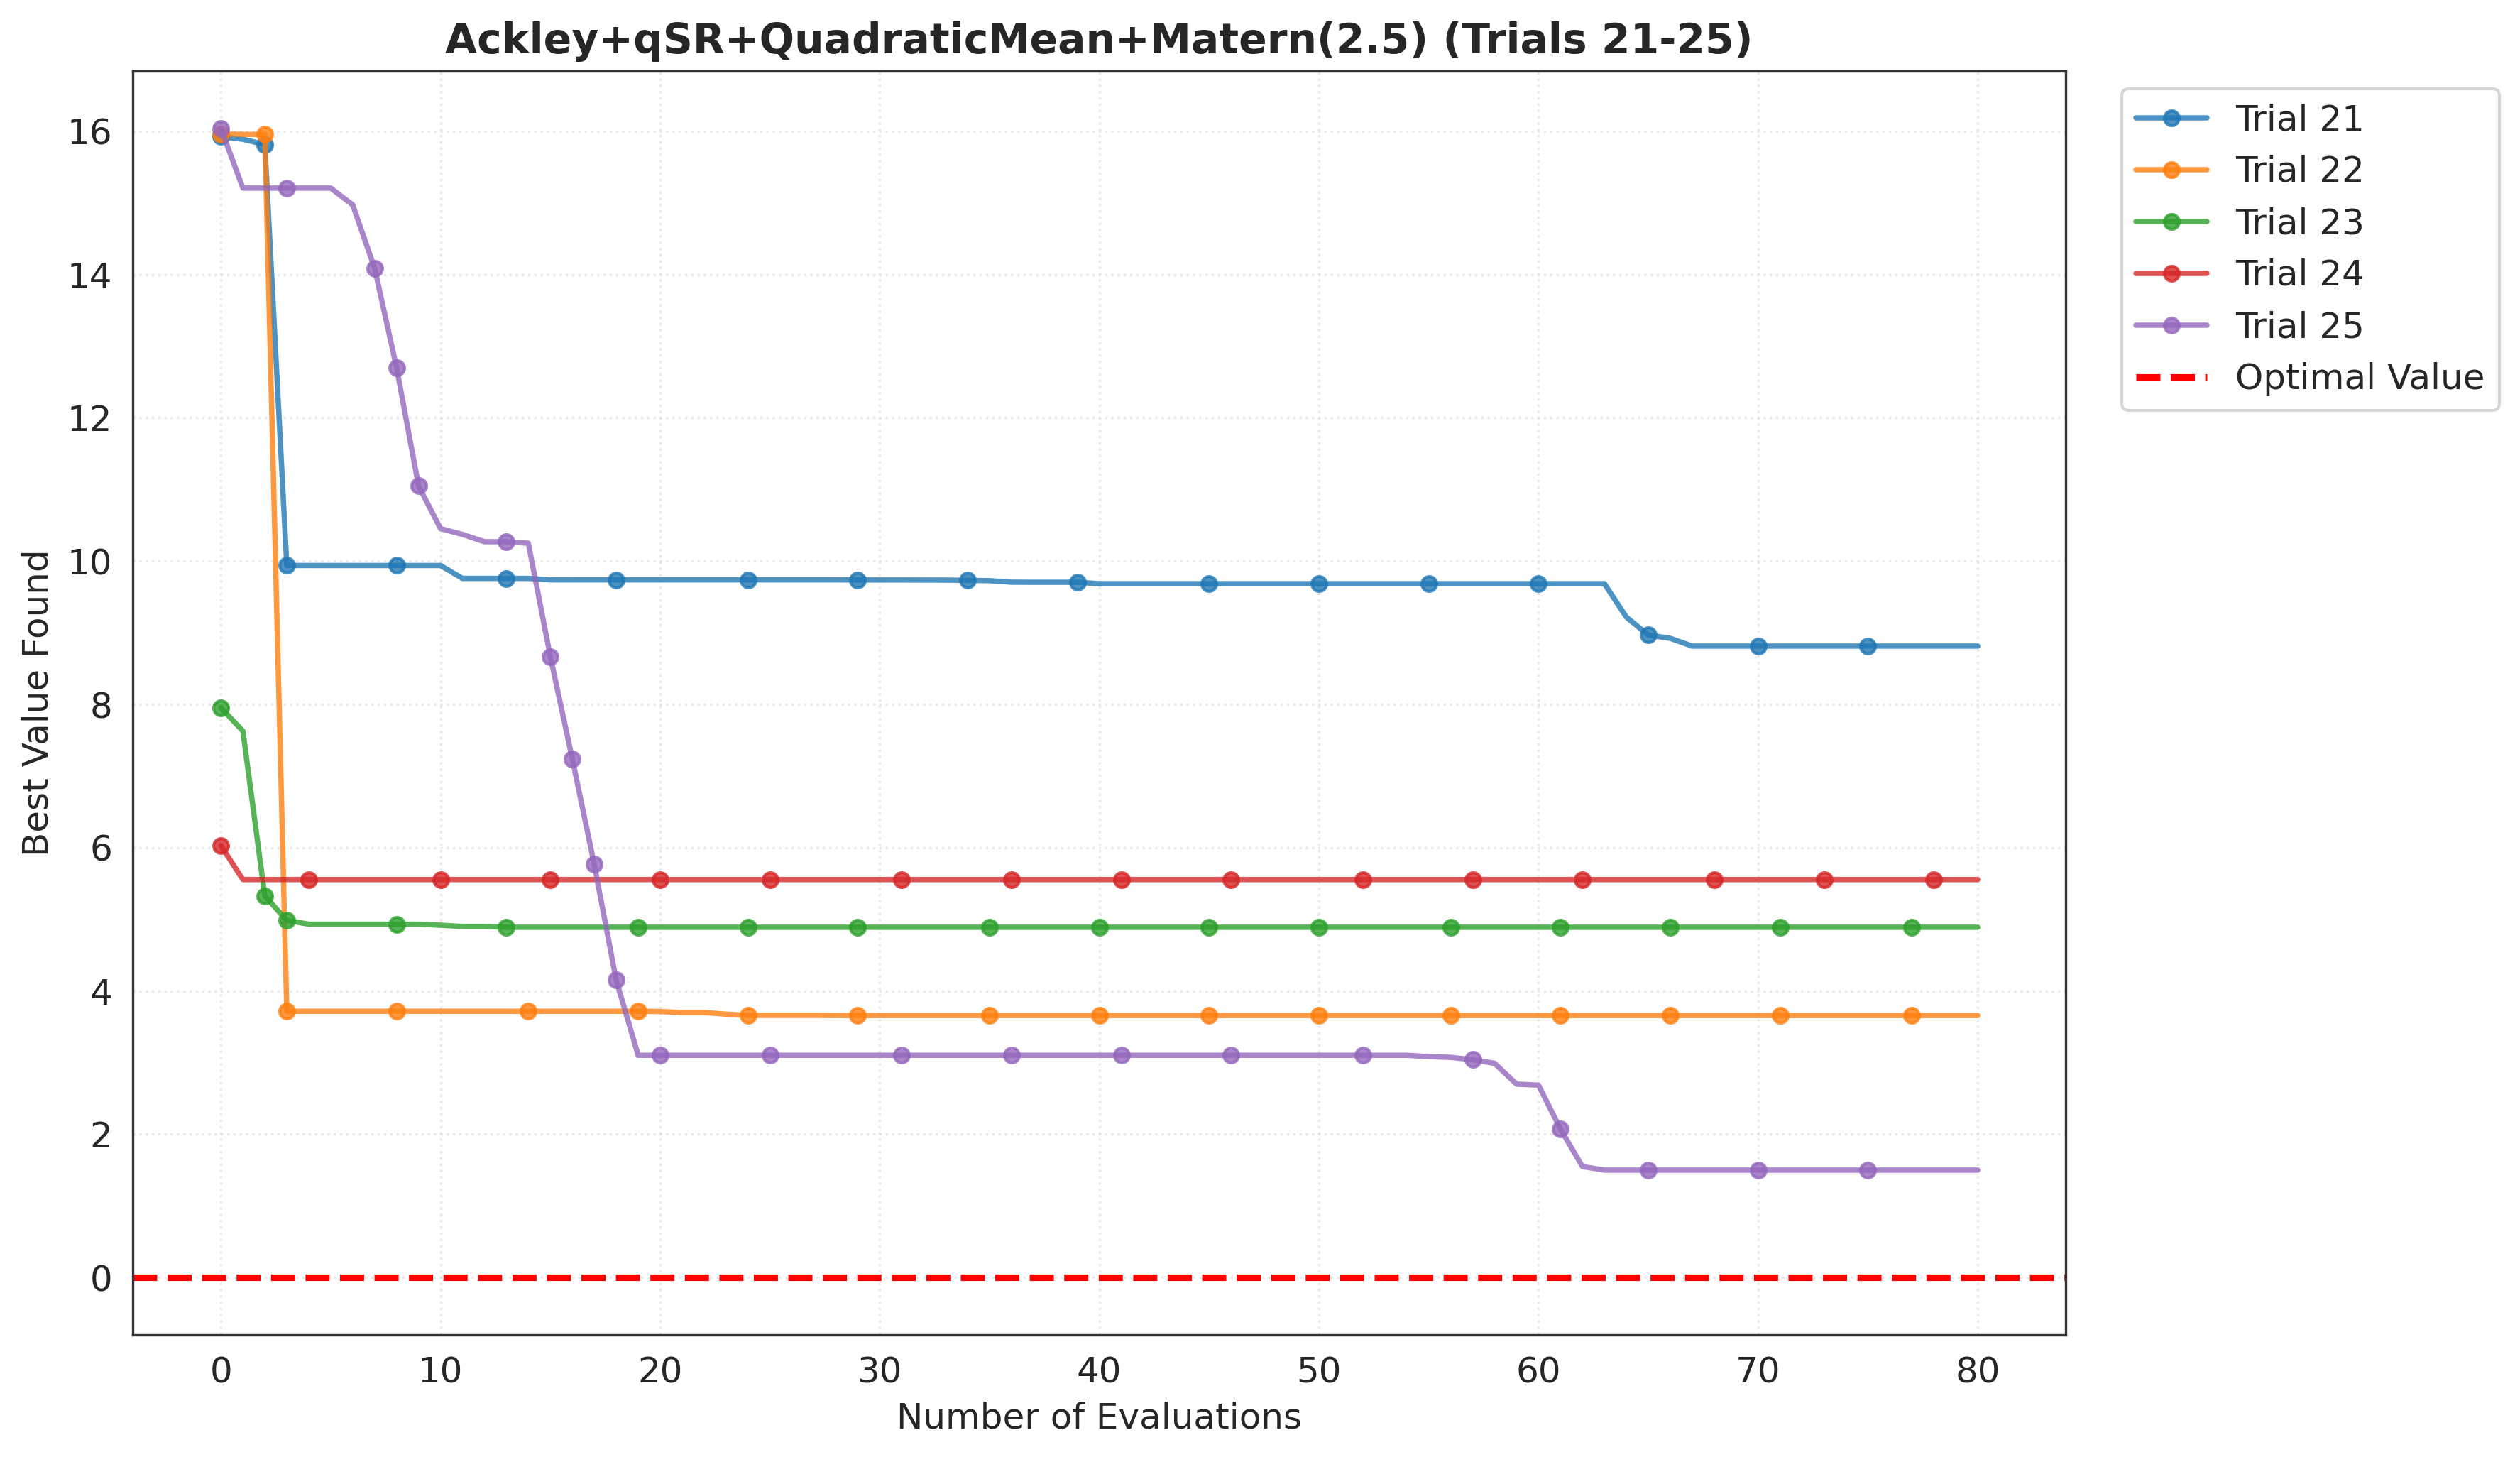 Ackley+qSR+QuadraticMean+Matern(2.5) (Trials 21-25)
Best Value Found
16
14
12
10
8
6
4
2
0
0 10 20 30 40 50 60 70 80
Number of Evaluations
Trial 21
Trial 22
Trial 23
Trial 24
Trial 25
Optimal Value